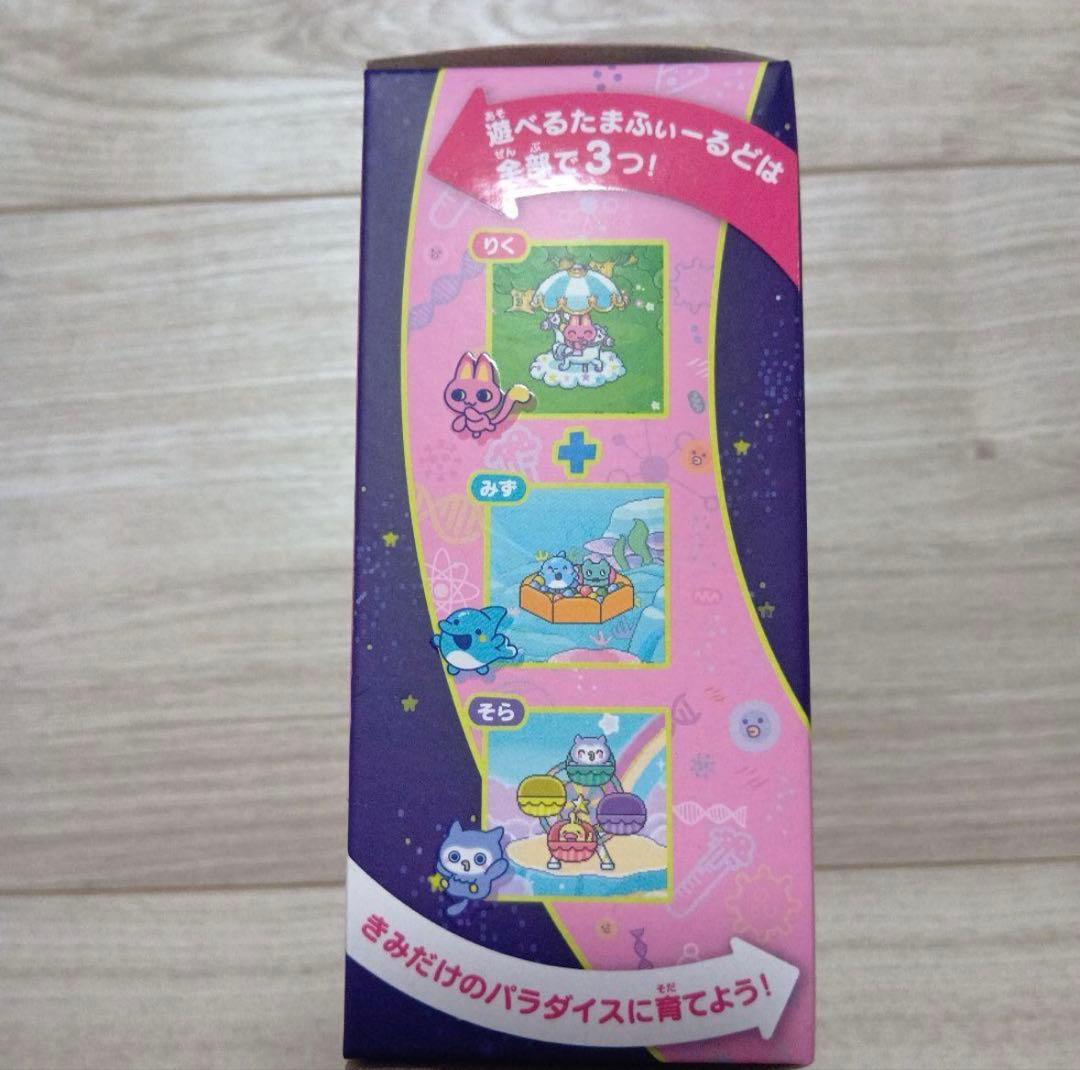 遊べるたまふぃーるどは
全部で3つ!
りく
みず
そら
きみだけのパラダイスに育てよう!